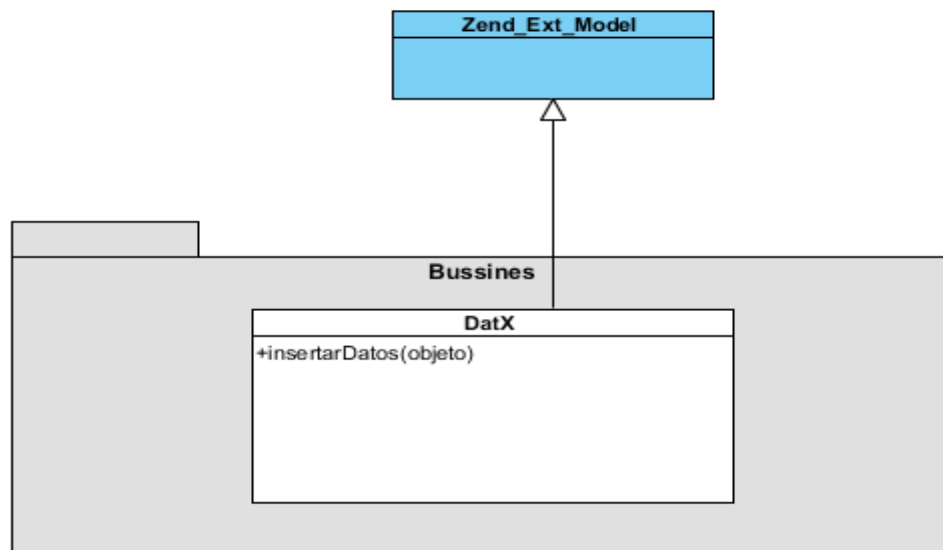 Zend_Ext_Model
Bussines
DatX
+insertarDatos(objeto)